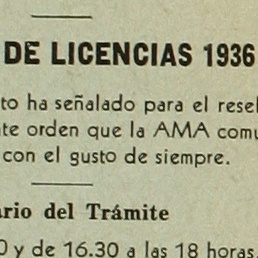 DE LICENCIAS 1936
to ha señalado para el resel
te orden que la AMA comu
con el gusto de siempre.
ario del Trámite
0 y de 16.30 a las 18 horas.